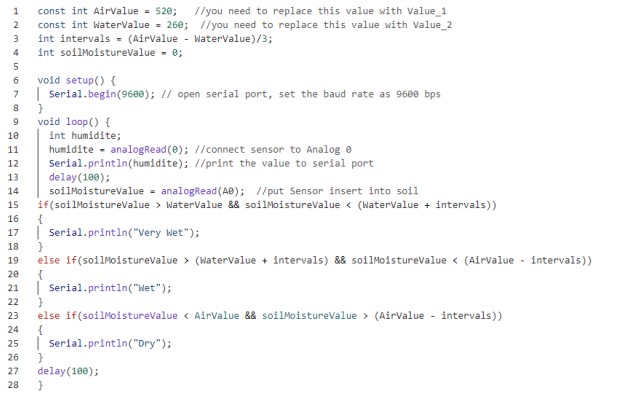 1 const int AirValue = 520; //you need to replace this value with Value_1
2 const int WaterValue = 260; //you need to replace this value with Value_2
3 int intervals = (AirValue - WaterValue)/3;
4 int soilMoistureValue = 0;
5
6 void setup() {
7 Serial.begin(9600); // open serial port, set the baud rate as 9600 bps
8 }
9 void loop() {
10 int humidite;
11 humidite = analogRead(0); //connect sensor to Analog 0
12 Serial.println(humidite); //print the value to serial port
13 delay(100);
14 soilMoistureValue = analogRead(A0); //put Sensor insert into soil
15 if(soilMoistureValue > WaterValue && soilMoistureValue < (WaterValue + intervals))
16 {
17 Serial.println("Very Wet");
18 }
19 else if(soilMoistureValue > (WaterValue + intervals) && soilMoistureValue < (AirValue - intervals))
20 {
21 Serial.println("Wet");
22 }
23 else if(soilMoistureValue < AirValue && soilMoistureValue > (AirValue - intervals))
24 {
25 Serial.println("Dry");
26 }
27 delay(100);
28 }